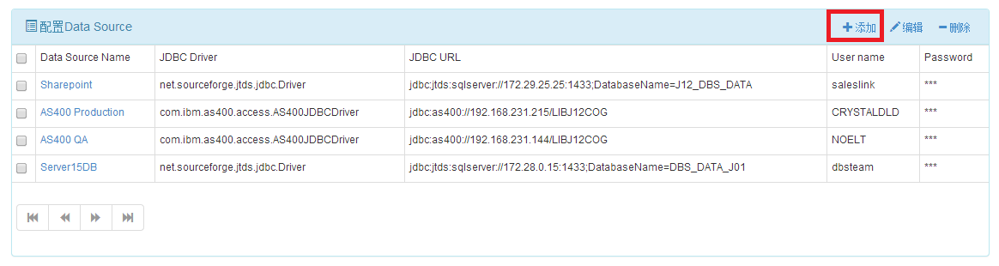 配置Data Source
添加 编辑 删除
Data Source Name JDBC Driver JDBC URL User name Password
Sharepoint net.sourceforge.jtds.jdbc.Driver jdbc:jtds:sqlserver://172.29.25.25:1433;DatabaseName=J12_DBS_DATA saleslink ***
AS400 Production com.ibm.as400.access.AS400JDBCDriver jdbc:as400://192.168.231.215/LIBJ12COG CRYSTALDLD ***
AS400 QA com.ibm.as400.access.AS400JDBCDriver jdbc:as400://192.168.231.144/LIBJ12COG NOELT ***
Server15DB net.sourceforge.jtds.jdbc.Driver jdbc:jtds:sqlserver://172.28.0.15:1433;DatabaseName=DBS_DATA_J01 dbsteam ***